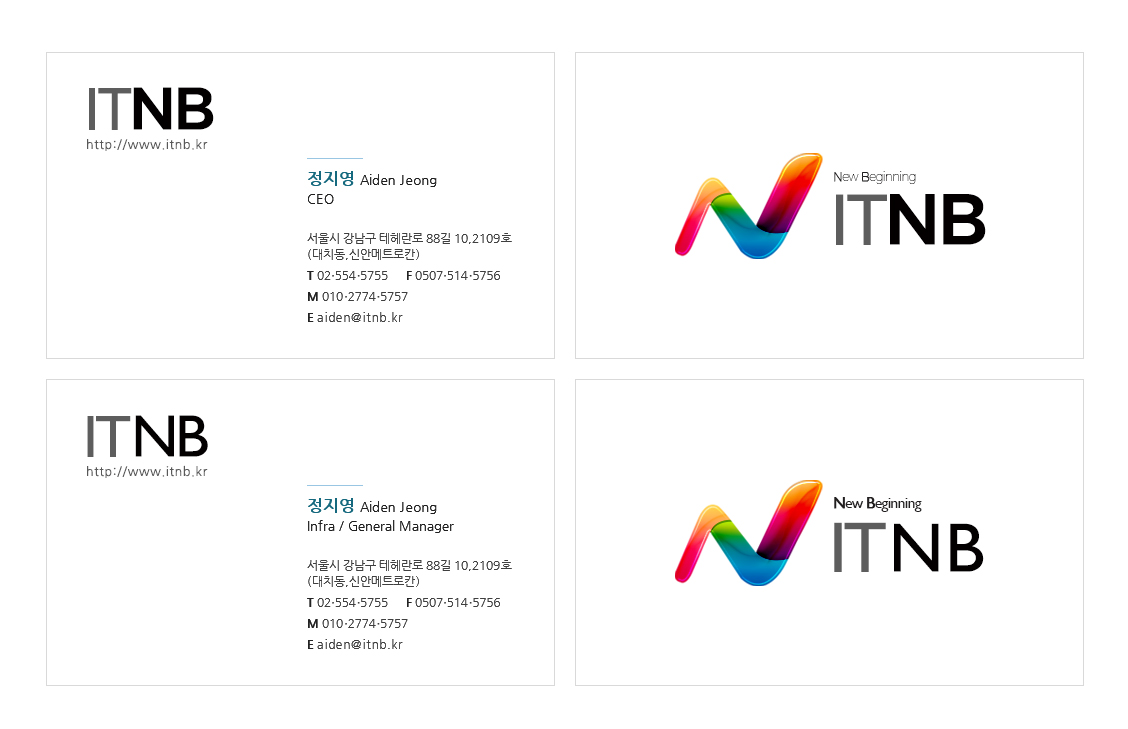 ITNB
http://www.itnb.kr
정지영 Aiden Jeong
CEO
서울시 강남구 테헤란로 88길 10,2109호
(대치동,신안메트로칸)
T 02·554·5755 F 0507·514·5756
M 010·2774·5757
E aiden@itnb.kr
New Beginning
ITNB
ITNB
http://www.itnb.kr
정지영 Aiden Jeong
Infra / General Manager
서울시 강남구 테헤란로 88길 10,2109호
(대치동,신안메트로칸)
T 02·554·5755 F 0507·514·5756
M 010·2774·5757
E aiden@itnb.kr
New Beginning
ITNB